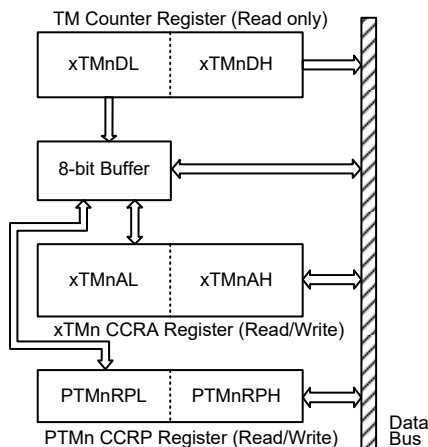 TM Counter Register (Read only)
xTMnDL xTMnDH
8-bit Buffer
xTMnAL xTMnAH
xTMn CCRA Register (Read/Write)
PTMnRPL PTMnRPH
PTMn CCRP Register (Read/Write)
Data
Bus